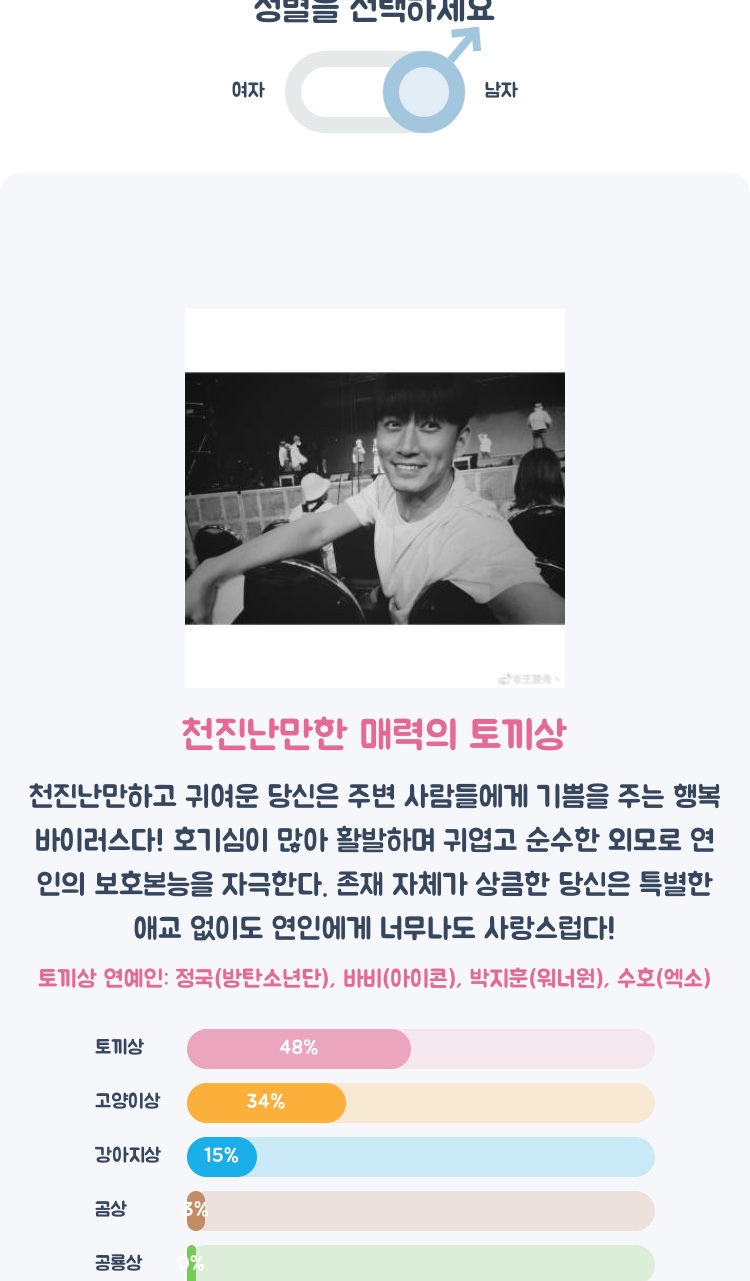 성별을 선택하세요
여자
남자
천진난만한 매력의 토끼상
천진난만하고 귀여운 당신은 주변 사람들에게 기쁨을 주는 행복
바이러스다! 호기심이 많아 활발하며 귀엽고 순수한 외모로 연
인의 보호본능을 자극한다. 존재 자체가 상큼한 당신은 특별한
애교 없이도 연인에게 너무나도 사랑스럽다!
토끼상 연예인: 정국(방탄소년단), 바비(아이콘), 박지훈(워너원), 수호(엑소)
토끼상 48%
고양이상 34%
강아지상 15%
곰상 3%
공룡상 0%